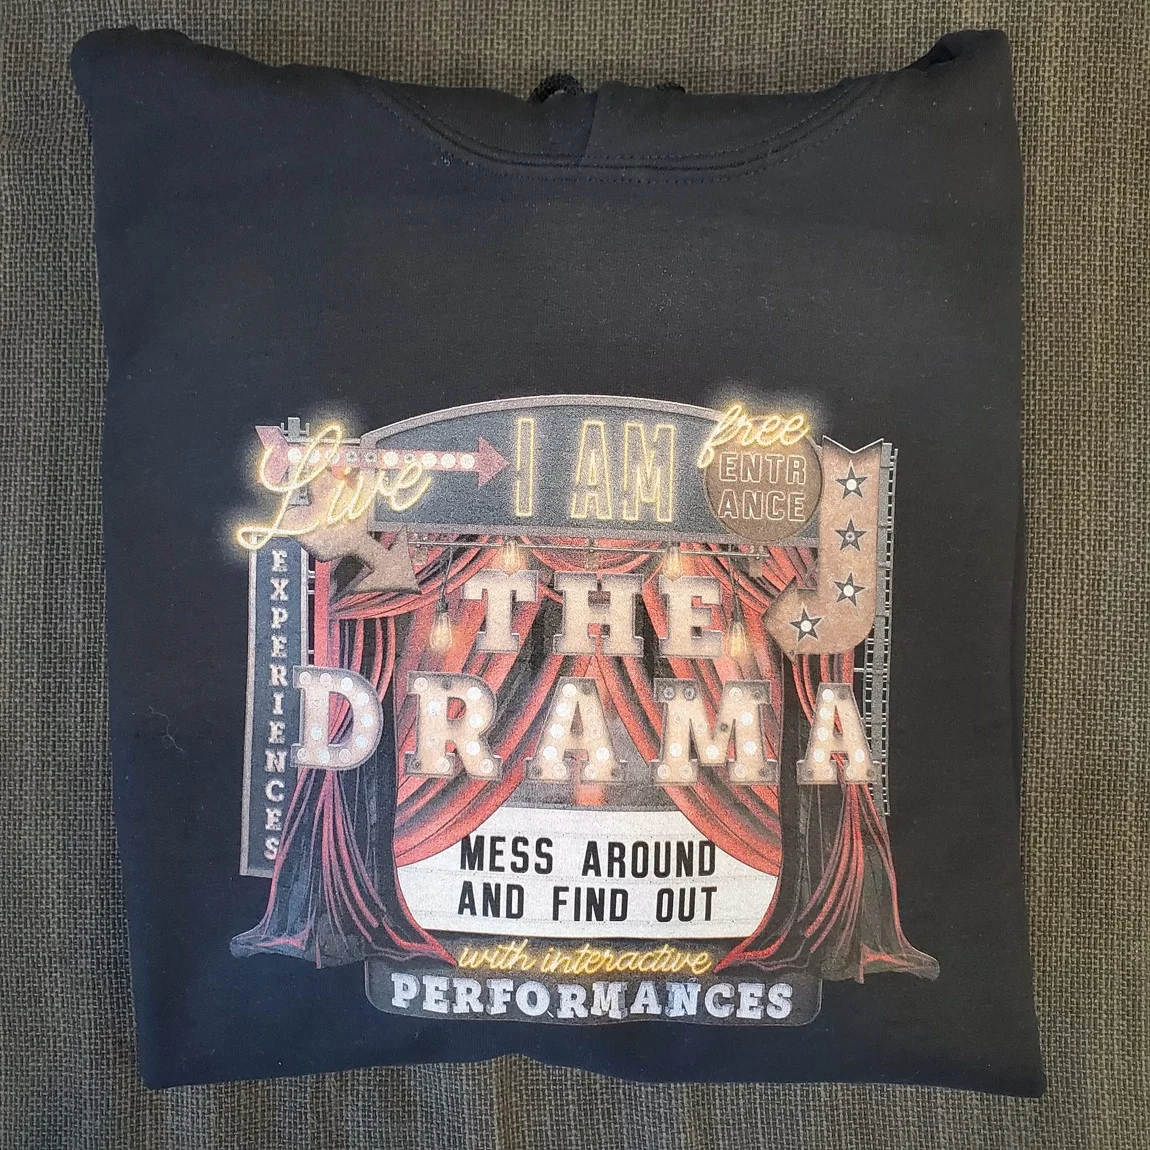 Live
I AM
free
ENTR
ANCE
EXPERIENCES
THE
DRAMA
MESS AROUND
AND FIND OUT
with interactive
PERFORMANCES